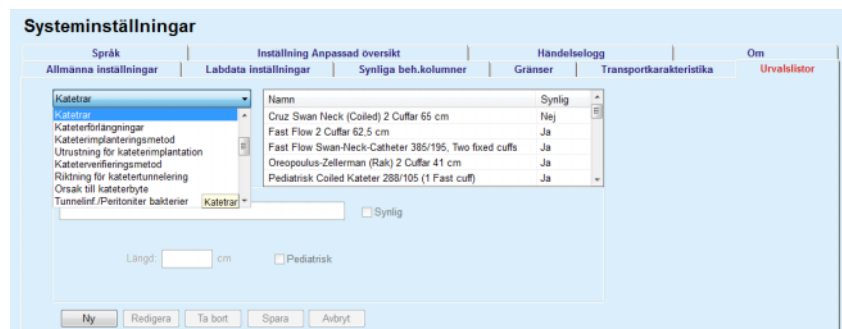 Systeminställningar
Språk Inställning Anpassad översikt Händelselogg Om
Allmänna inställningar Labdata inställningar Synliga beh.kolumner Gränser Transportkarakteristika Urvalslistor
Katetrar
Katetrar
Kateterförlängningar
Kateterimplanteringsmetod
Utrustning för kateterimplantation
Kateterverifieringsmetod
Riktning för katetertunnelering
Orsak till kateterbyte
Tunnelinf./Peritoniter bakterier
Katetrar
Namn Synlig
Cruz Swan Neck (Coiled) 2 Cuffar 65 cm Nej
Fast Flow 2 Cuffar 62,5 cm Ja
Fast Flow Swan-Neck-Catheter 385/195, Two fixed cuffs Ja
Oreopoulus-Zellerman (Rak) 2 Cuffar 41 cm Ja
Pediatrisk Coiled Kateter 288/105 (1 Fast cuff) Ja
Synlig
Längd: cm Pediatrisk
Ny Redigera Ta bort Spara Avbryt